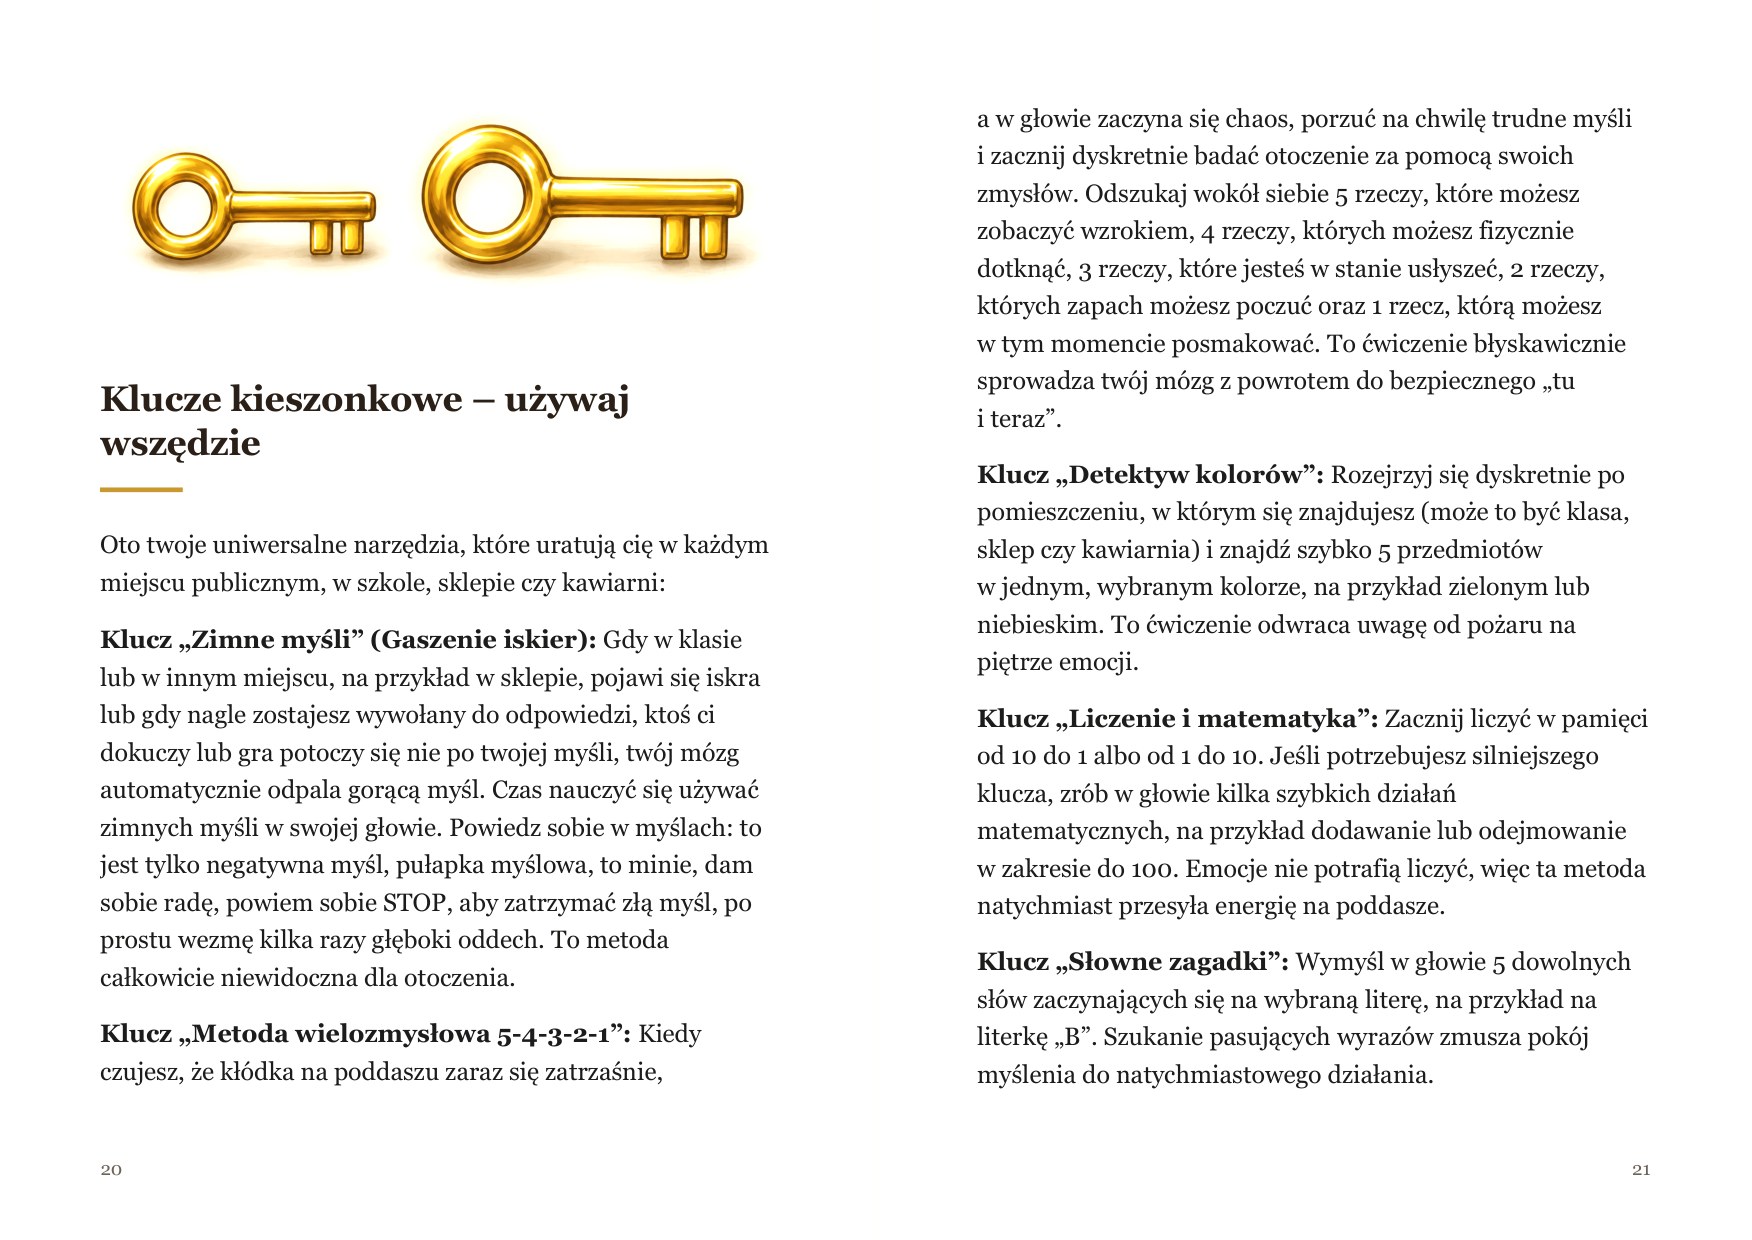 Klucze kieszonkowe – używaj
wszędzie
Oto twoje uniwersalne narzędzia, które uratują cię w każdym
miejscu publicznym, w szkole, sklepie czy kawiarni:
Klucz „Zimne myśli” (Gaszenie iskier): Gdy w klasie
lub w innym miejscu, na przykład w sklepie, pojawi się iskra
lub gdy nagle zostajesz wywołany do odpowiedzi, ktoś ci
dokuczy lub gra potoczy się nie po twojej myśli, twój mózg
automatycznie odpala gorącą myśl. Czas nauczyć się używać
zimnych myśli w swojej głowie. Powiedz sobie w myślach: to
jest tylko negatywna myśl, pułapka myślowa, to minie, dam
sobie radę, powiem sobie STOP, aby zatrzymać złą myśl, po
prostu wezmę kilka razy głęboki oddech. To metoda
całkowicie niewidoczna dla otoczenia.
Klucz „Metoda wielozmysłowa 5-4-3-2-1”: Kiedy
czujesz, że kłódka na poddaszu zaraz się zatrzaśnie,
20
a w głowie zaczyna się chaos, porzuć na chwilę trudne myśli
i zacznij dyskretnie badać otoczenie za pomocą swoich
zmysłów. Odszukaj wokół siebie 5 rzeczy, które możesz
zobaczyć wzrokiem, 4 rzeczy, których możesz fizycznie
dotknąć, 3 rzeczy, które jesteś w stanie usłyszeć, 2 rzeczy,
których zapach możesz poczuć oraz 1 rzecz, którą możesz
w tym momencie posmakować. To ćwiczenie błyskawicznie
sprowadza twój mózg z powrotem do bezpiecznego „tu
i teraz”.
Klucz „Detektyw kolorów”: Rozejrzyj się dyskretnie po
pomieszczeniu, w którym się znajdujesz (może to być klasa,
sklep czy kawiarnia) i znajdź szybko 5 przedmiotów
w jednym, wybranym kolorze, na przykład zielonym lub
niebieskim. To ćwiczenie odwraca uwagę od pożaru na
piętrze emocji.
Klucz „Liczenie i matematyka”: Zacznij liczyć w pamięci
od 10 do 1 albo od 1 do 10. Jeśli potrzebujesz silniejszego
klucza, zrób w głowie kilka szybkich działań
matematycznych, na przykład dodawanie lub odejmowanie
w zakresie do 100. Emocje nie potrafią liczyć, więc ta metoda
natychmiast przesyła energię na poddasze.
Klucz „Słowne zagadki”: Wymyśl w głowie 5 dowolnych
słów zaczynających się na wybraną literę, na przykład na
literkę „B”. Szukanie pasujących wyrazów zmusza pokój
myślenia do natychmiastowego działania.
21